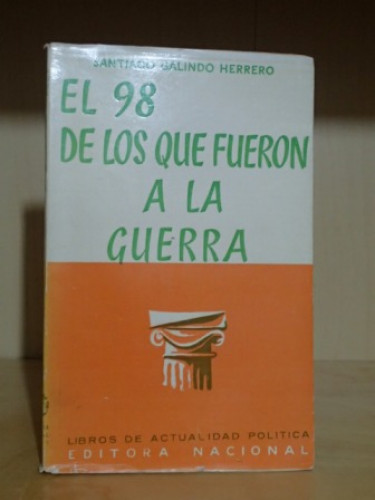 SANTIAGO GALINDO HERRERO
EL 98
DE LOS QUE FUERON
A LA
GUERRA
LIBROS DE ACTUALIDAD POLITICA
EDITORA NACIONAL